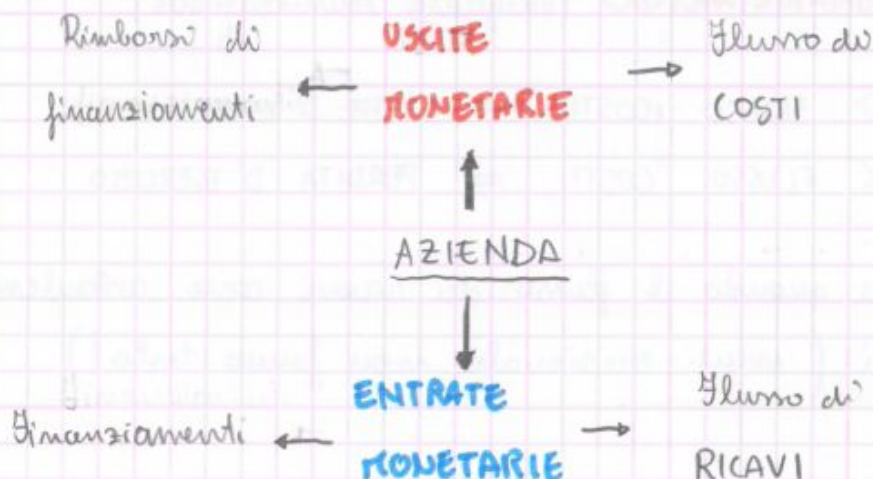 Rimborsi di USCITE Flusso di
finanziamenti MONETARIE COSTI
AZIENDA
ENTRATE Flusso di
Finanziamenti MONETARIE RICAVI